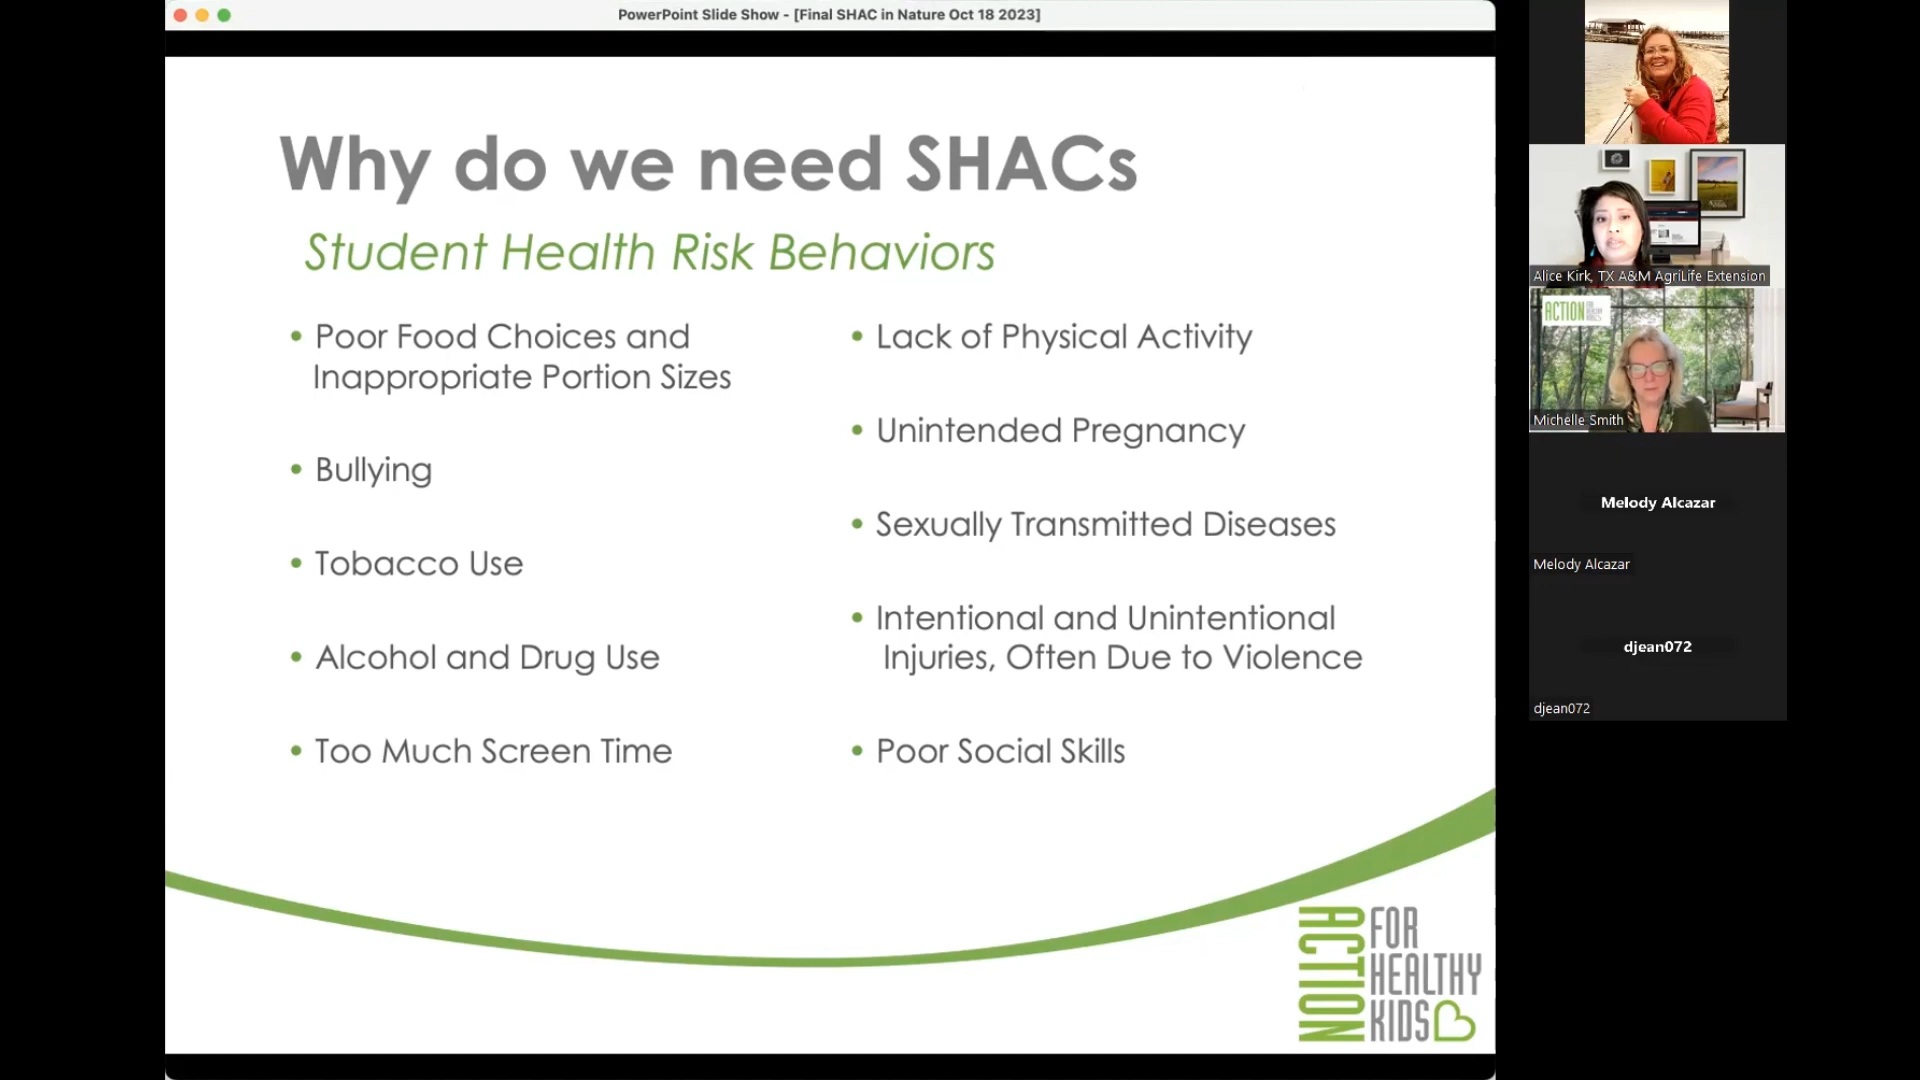 PowerPoint Slide Show - [Final SHAC in Nature Oct 18 2023]
Why do we need SHACs
Student Health Risk Behaviors
• Poor Food Choices and
Inappropriate Portion Sizes
• Bullying
• Tobacco Use
• Alcohol and Drug Use
• Too Much Screen Time
• Lack of Physical Activity
• Unintended Pregnancy
• Sexually Transmitted Diseases
• Intentional and Unintentional
Injuries, Often Due to Violence
• Poor Social Skills
ACTION
FOR
HEALTHY
KIDS
Alice Kirk, TX A&M AgriLife Extension
ACTION
Michelle Smith
Melody Alcazar
Melody Alcazar
djean072
djean072